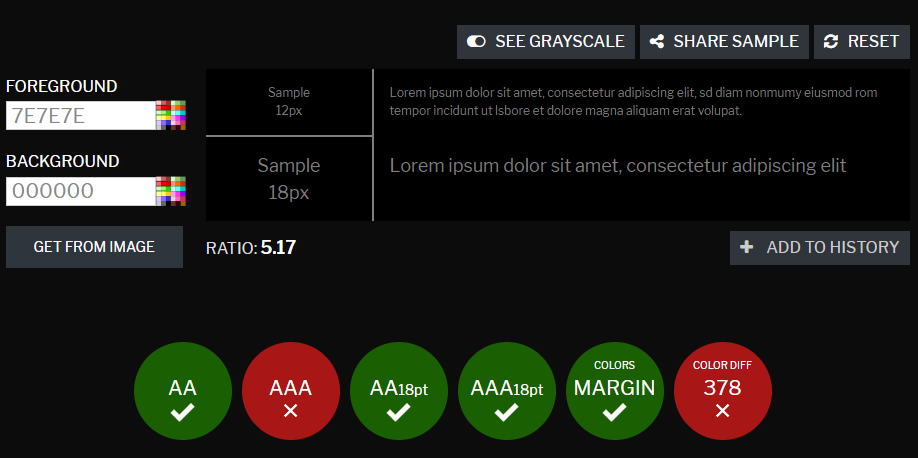 SEE GRAYSCALE
SHARE SAMPLE
RESET
FOREGROUND
7E7E7E
BACKGROUND
000000
GET FROM IMAGE
Sample
12px
Lorem ipsum dolor sit amet, consectetur adipiscing elit, sd diam nonmumy eiusmod rom
tempor incidunt ut lsbore et dolore magna aliquam erat volupat.
Sample
18px
Lorem ipsum dolor sit amet, consectetur adipiscing elit
RATIO: 5.17
ADD TO HISTORY
AA
AAA
AA18pt
AAA18pt
COLORS
MARGIN
COLOR DIFF
378